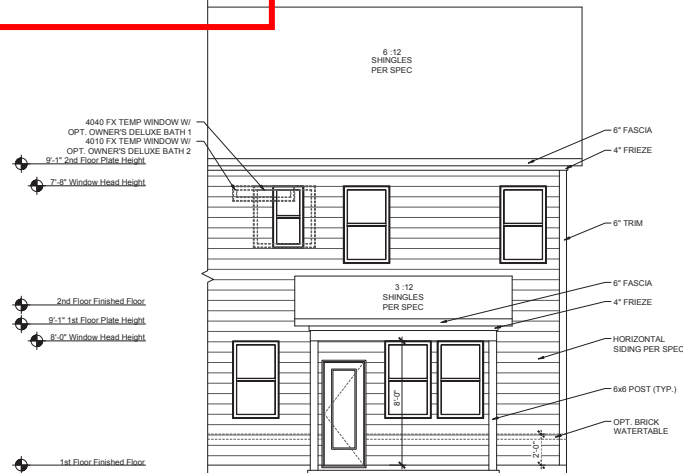 6 :12
SHINGLES
PER SPEC
4040 FX TEMP WINDOW W/
OPT. OWNER'S DELUXE BATH 1
4010 FX TEMP WINDOW W/
OPT. OWNER'S DELUXE BATH 2
9'-1" 2nd Floor Plate Height
7'-8" Window Head Height
6" FASCIA
4" FRIEZE
6" TRIM
2nd Floor Finished Floor
9'-1" 1st Floor Plate Height
8'-0" Window Head Height
3 :12
SHINGLES
PER SPEC
6" FASCIA
4" FRIEZE
HORIZONTAL
SIDING PER SPEC
6x6 POST (TYP.)
8'-0"
OPT. BRICK
WATERTABLE
2'-0"
1st Floor Finished Floor